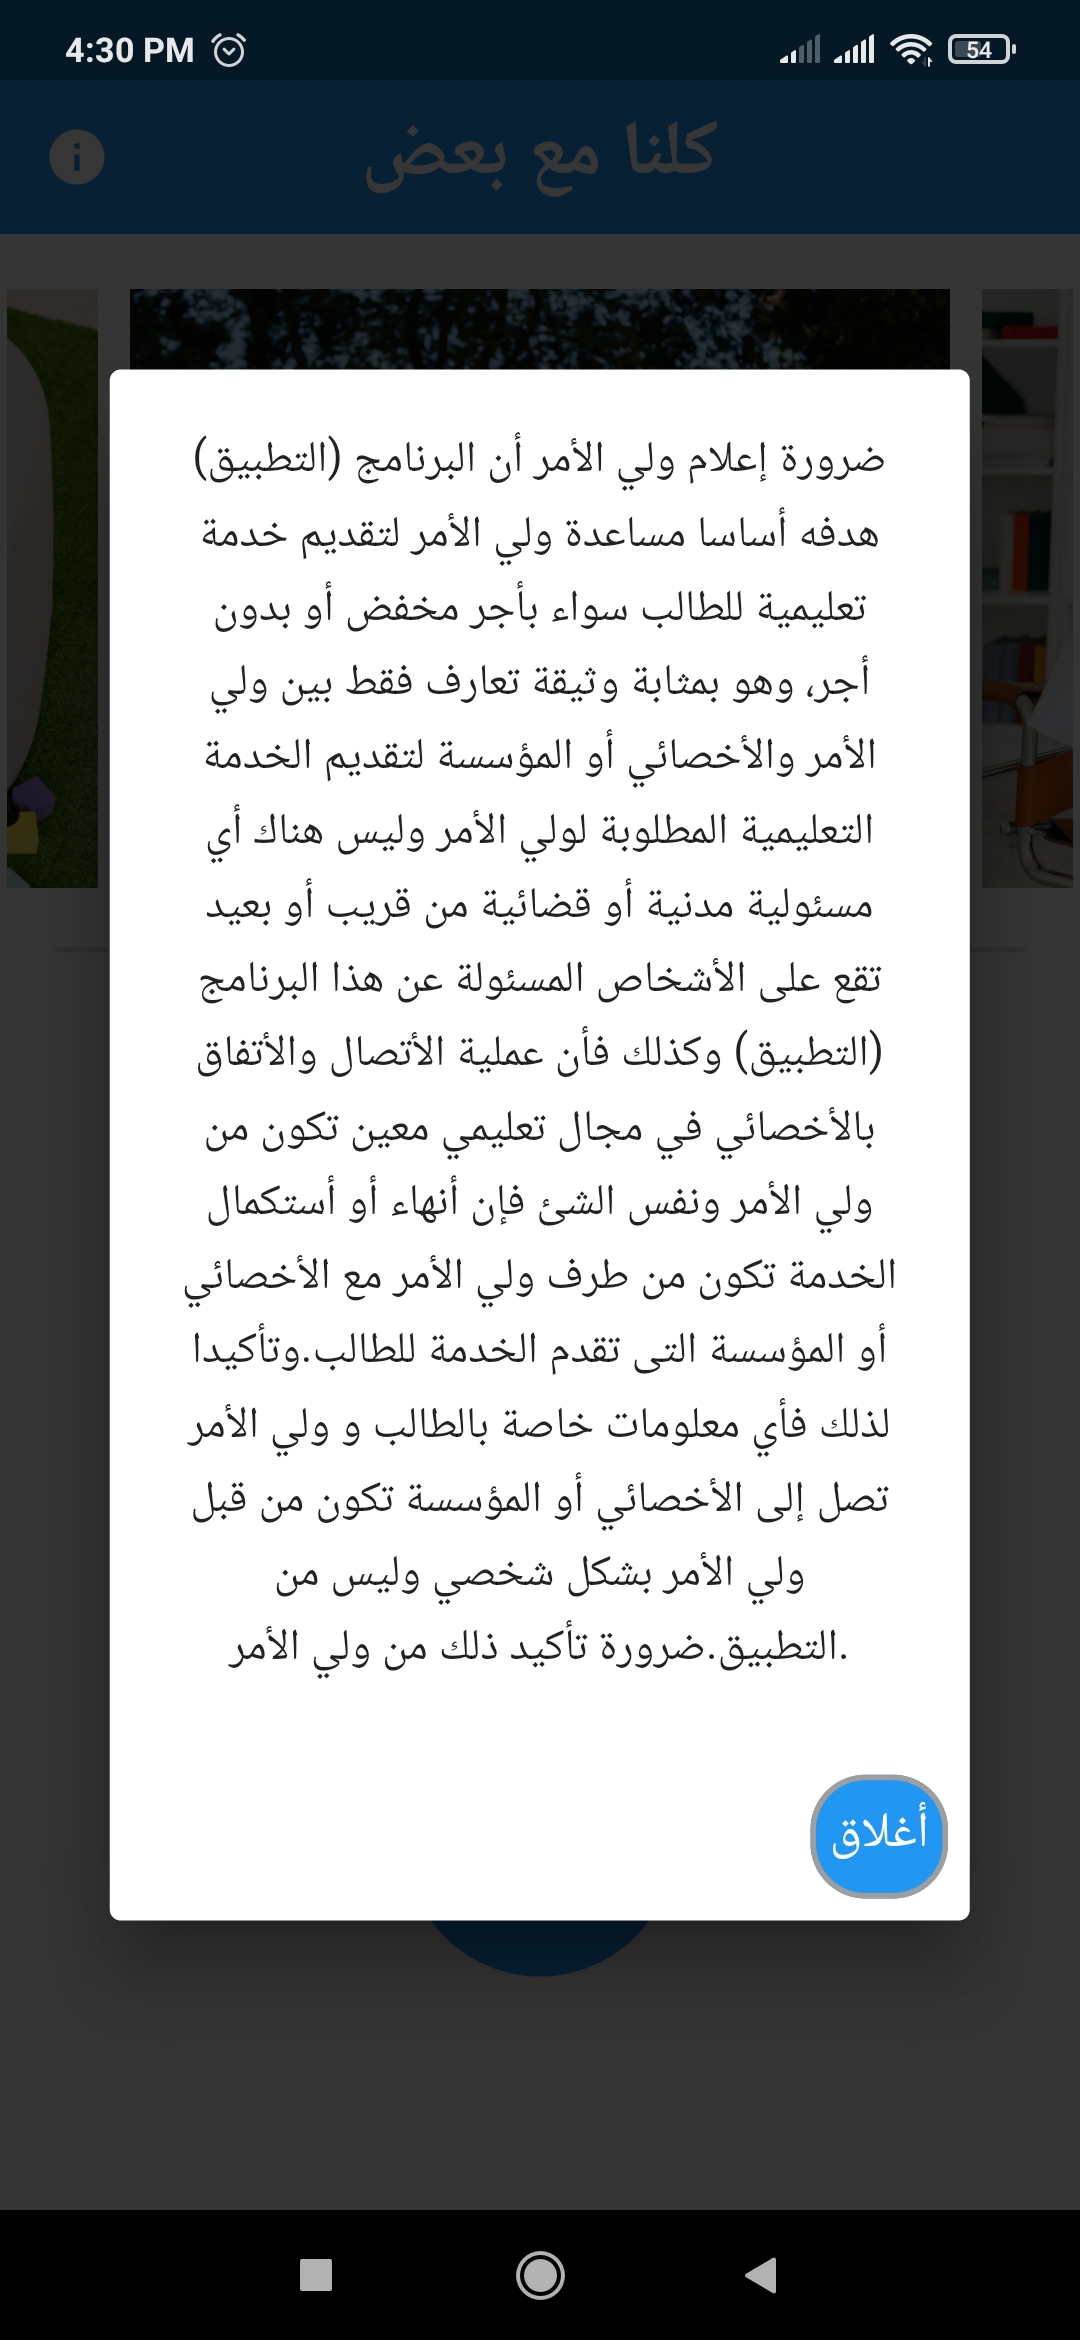 4:30 PM
54
كلنا مع بعض
ضرورة إعلام ولي الأمر أن البرنامج (التطبيق)
هدفه أساسا مساعدة ولي الأمر لتقديم خدمة
تعليمية للطالب سواء بأجر مخفض أو بدون
أجر، وهو بمثابة وثيقة تعارف فقط بين ولي
الأمر والأخصائي أو المؤسسة لتقديم الخدمة
التعليمية المطلوبة لولي الأمر وليس هناك أي
مسئولية مدنية أو قضائية من قريب أو بعيد
تقع على الأشخاص المسئولة عن هذا البرنامج
(التطبيق) وكذلك فأن عملية الأتصال والأتفاق
بالأخصائي في مجال تعليمي معين تكون من
ولي الأمر ونفس الشئ فإن أنهاء أو أستكمال
الخدمة تكون من طرف ولي الأمر مع الأخصائي
أو المؤسسة التى تقدم الخدمة للطالب.وتأكيدا
لذلك فأي معلومات خاصة بالطالب و ولي الأمر
تصل إلى الأخصائي أو المؤسسة تكون من قبل
ولي الأمر بشكل شخصي وليس من
.التطبيق.ضرورة تأكيد ذلك من ولي الأمر
أغلاق